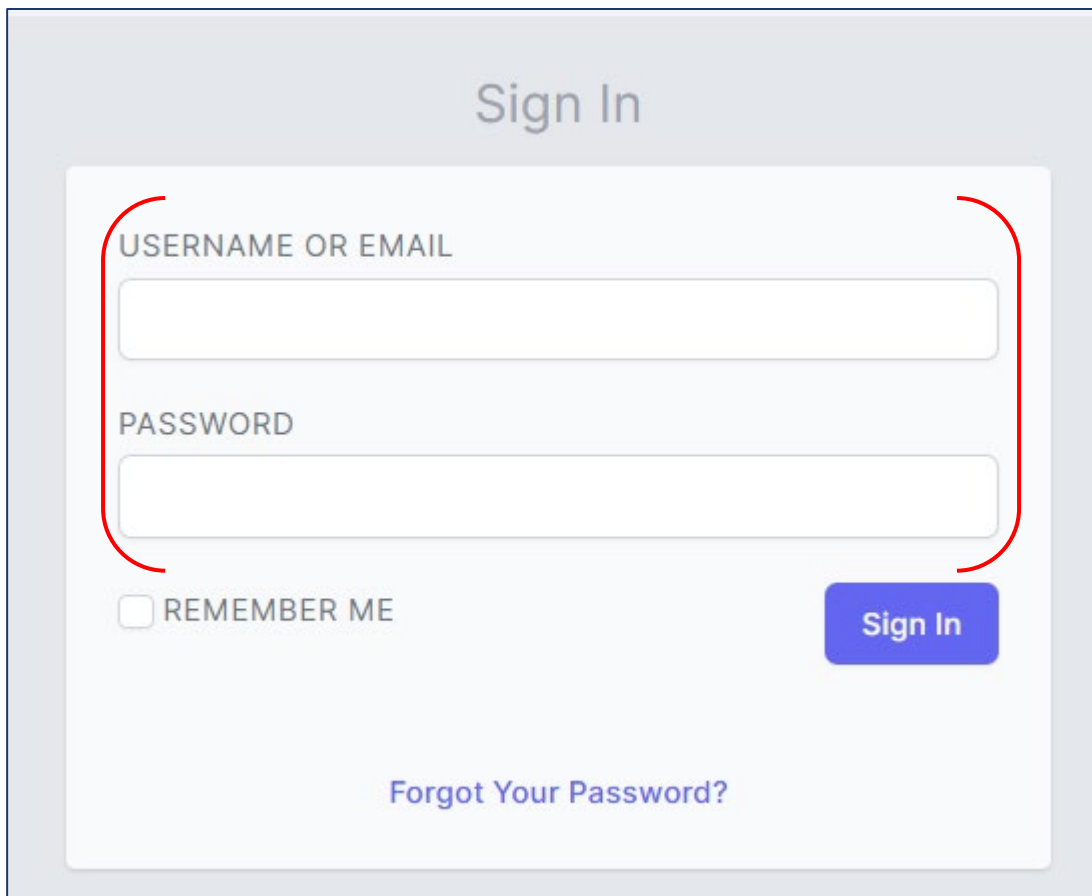 Sign In
USERNAME OR EMAIL
PASSWORD
REMEMBER ME
Sign In
Forgot Your Password?